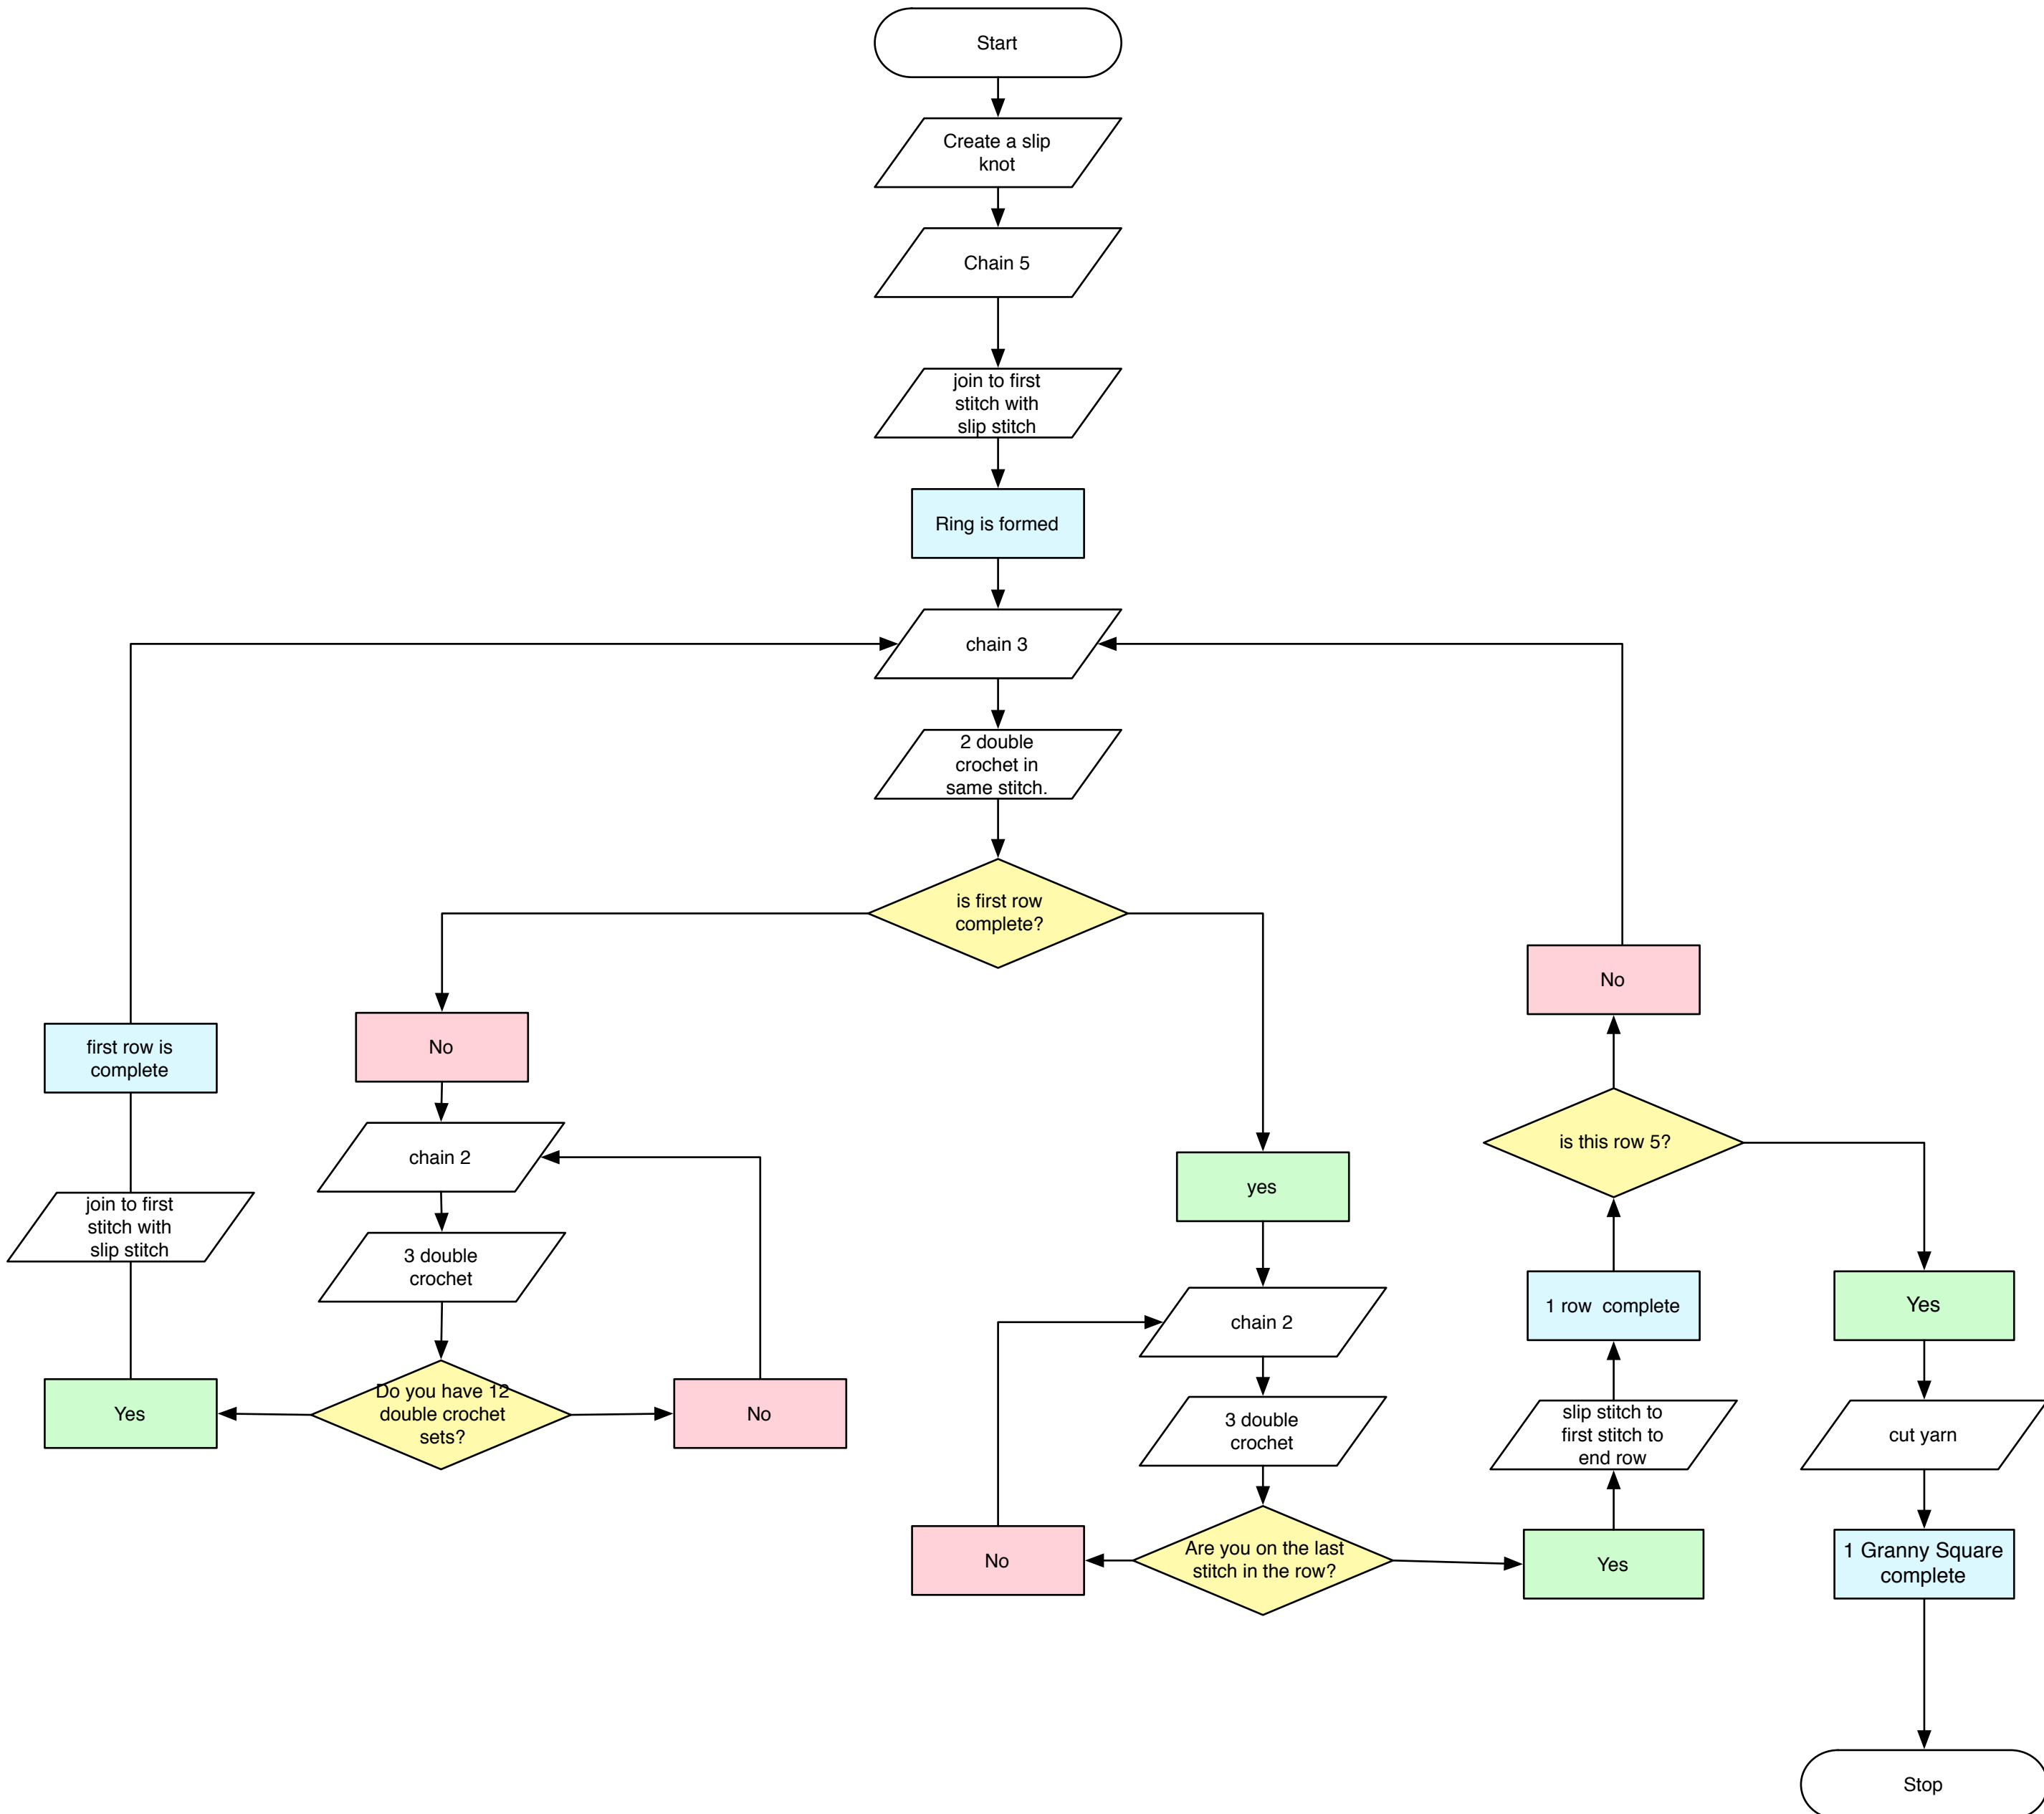 Start
Create a slip
knot
Chain 5
join to first
stitch with
slip stitch
Ring is formed
chain 3
2 double
crochet in
same stitch.
is first row
complete?
No
first row is
complete
No
chain 2
join to first
stitch with
slip stitch
3 double
crochet
Do you have 12
double crochet
sets?
Yes
No
yes
chain 2
3 double
crochet
Are you on the last
stitch in the row?
No
Yes
slip stitch to
first stitch to
end row
1 row  complete
is this row 5?
Yes
cut yarn
1 Granny Square
complete
Stop
No